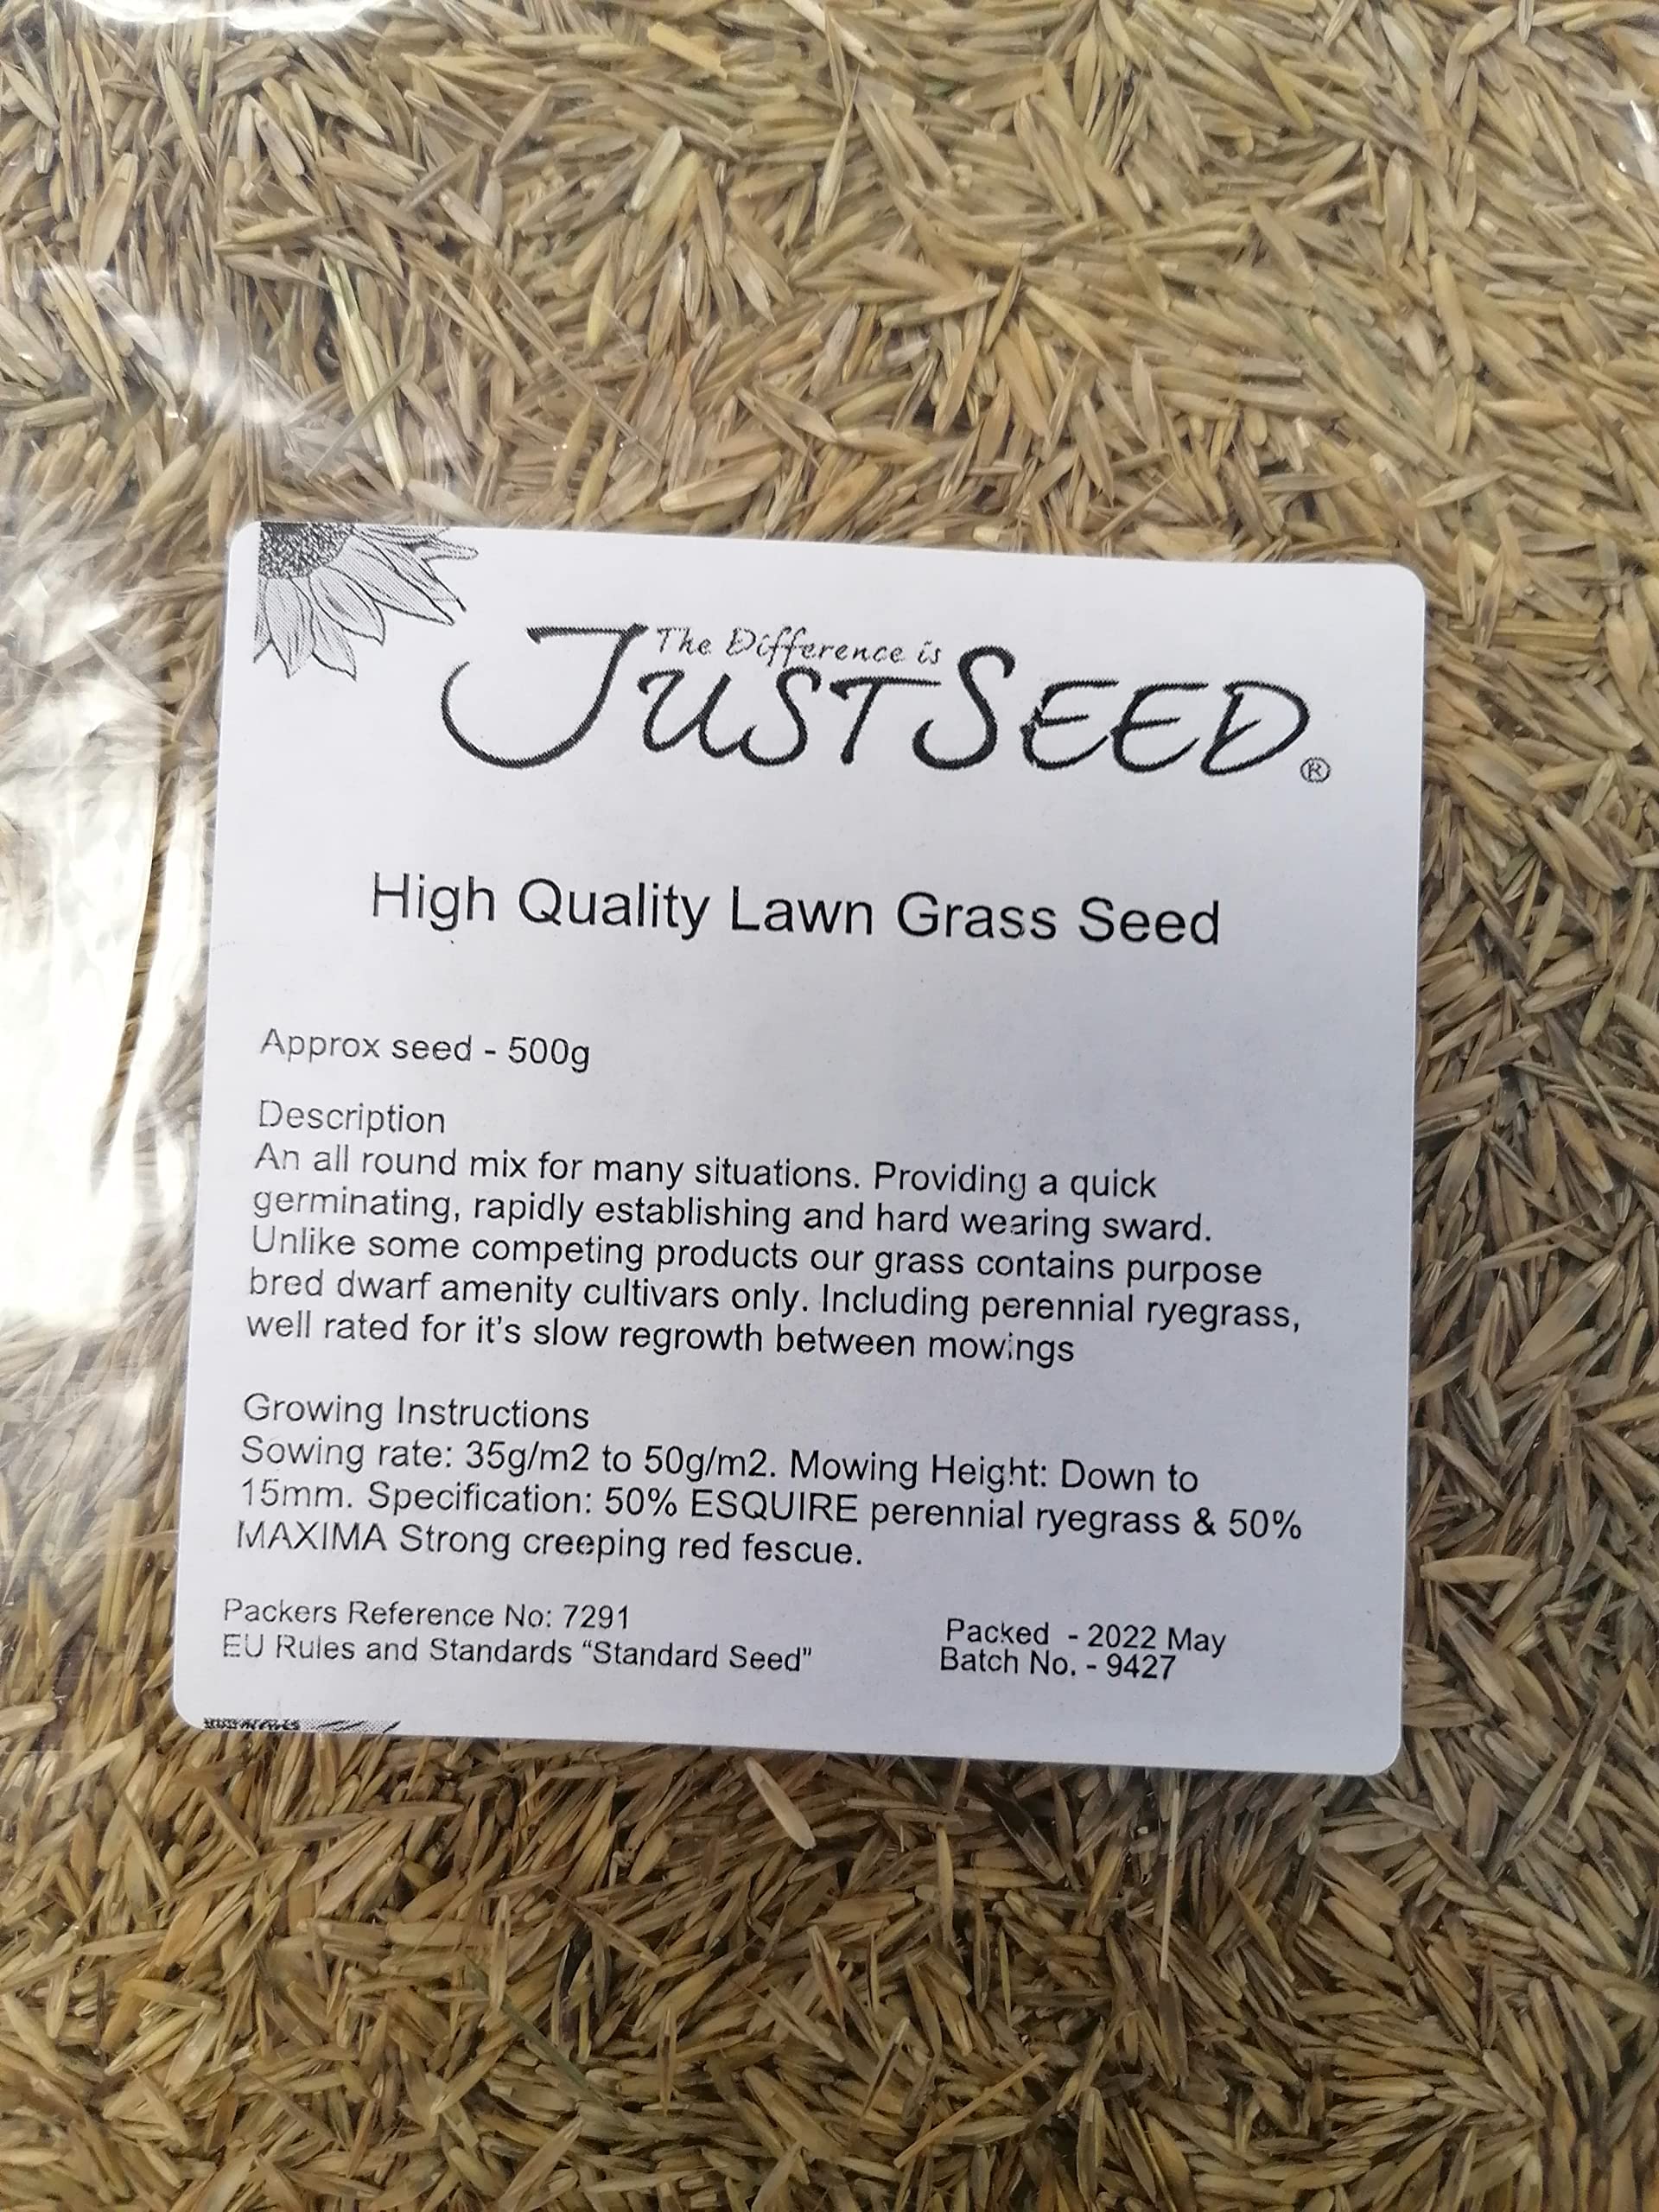 The Difference is
JUSTSEED®
High Quality Lawn Grass Seed
Approx seed - 500g
Description
An all round mix for many situations. Providing a quick
germinating, rapidly establishing and hard wearing sward.
Unlike some competing products our grass contains purpose
bred dwarf amenity cultivars only. Including perennial ryegrass,
well rated for it's slow regrowth between mowings
Growing Instructions
Sowing rate: 35g/m2 to 50g/m2. Mowing Height: Down to
15mm. Specification: 50% ESQUIRE perennial ryegrass & 50%
MAXIMA Strong creeping red fescue.
Packers Reference No: 7291
EU Rules and Standards “Standard Seed”
Packed - 2022 May
Batch No. - 9427